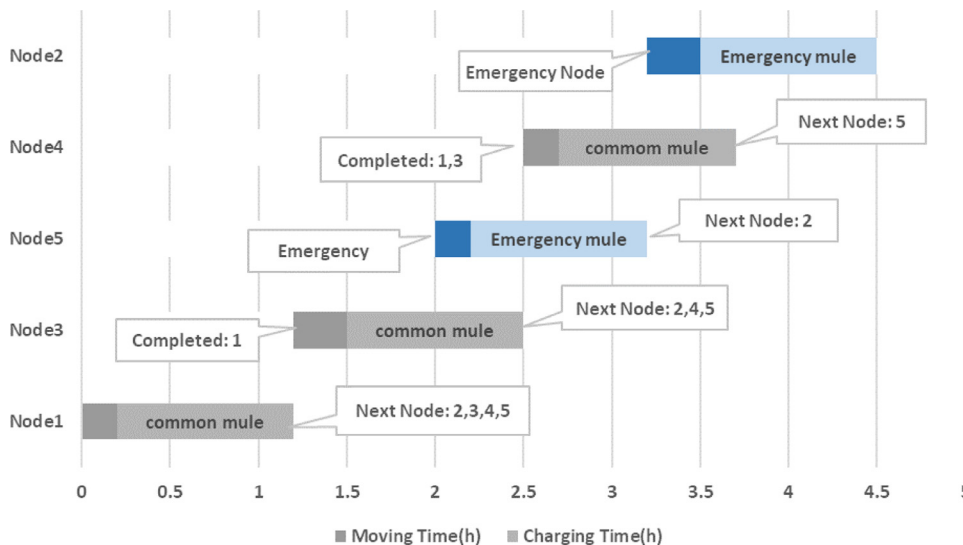 Node2
Emergency mule
Emergency Node
Node4
commom mule
Next Node: 5
Completed: 1,3
Node5
Emergency mule
Next Node: 2
Emergency
Node3
common mule
Next Node: 2,4,5
Completed: 1
Node1
common mule
Next Node: 2,3,4,5
0 0.5 1 1.5 2 2.5 3 3.5 4 4.5 5
Moving Time(h) Charging Time(h)